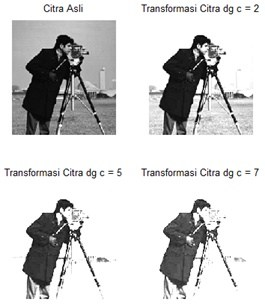 Citra Asli
Transformasi Citra dg c = 2
Transformasi Citra dg c = 5
Transformasi Citra dg c = 7